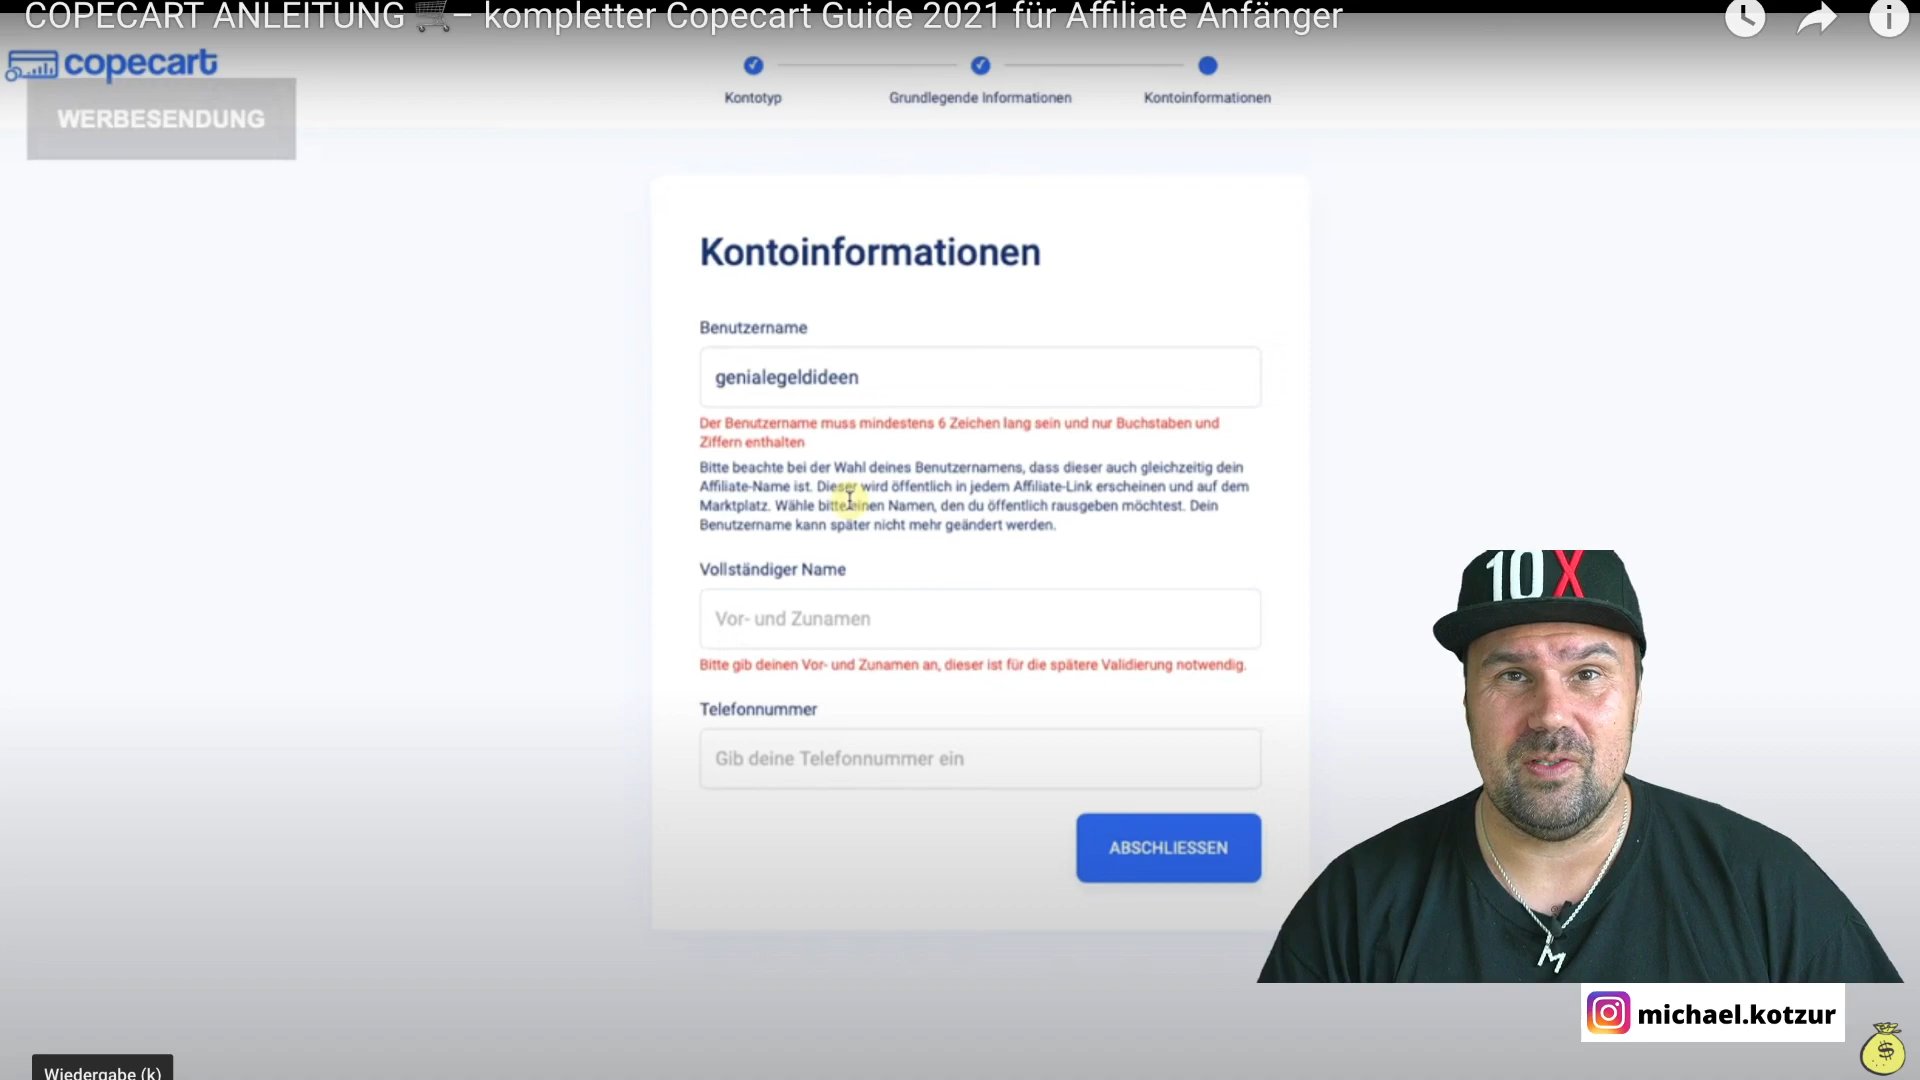 COPECART ANLEITUNG 🛒 – kompletter Copecart Guide 2021 für Affiliate Anfänger
copecart
WERBESENDUNG
Kontotyp
Grundlegende Informationen
Kontoinformationen
Kontoinformationen
Benutzername
genialegeldideen
Der Benutzername muss mindestens 6 Zeichen lang sein und nur Buchstaben und
Ziffern enthalten
Bitte beachte bei der Wahl deines Benutzernamens, dass dieser auch gleichzeitig dein
Affiliate-Name ist. Dieser wird öffentlich in jedem Affiliate-Link erscheinen und auf dem
Marktplatz. Wähle bitte einen Namen, den du öffentlich rausgeben möchtest. Dein
Benutzername kann später nicht mehr geändert werden.
Vollständiger Name
Vor- und Zunamen
Bitte gib deinen Vor- und Zunamen an, dieser ist für die spätere Validierung notwendig.
Telefonnummer
Gib deine Telefonnummer ein
ABSCHLIESSEN
10X
M
michael.kotzur
$
Wiedergabe (k)